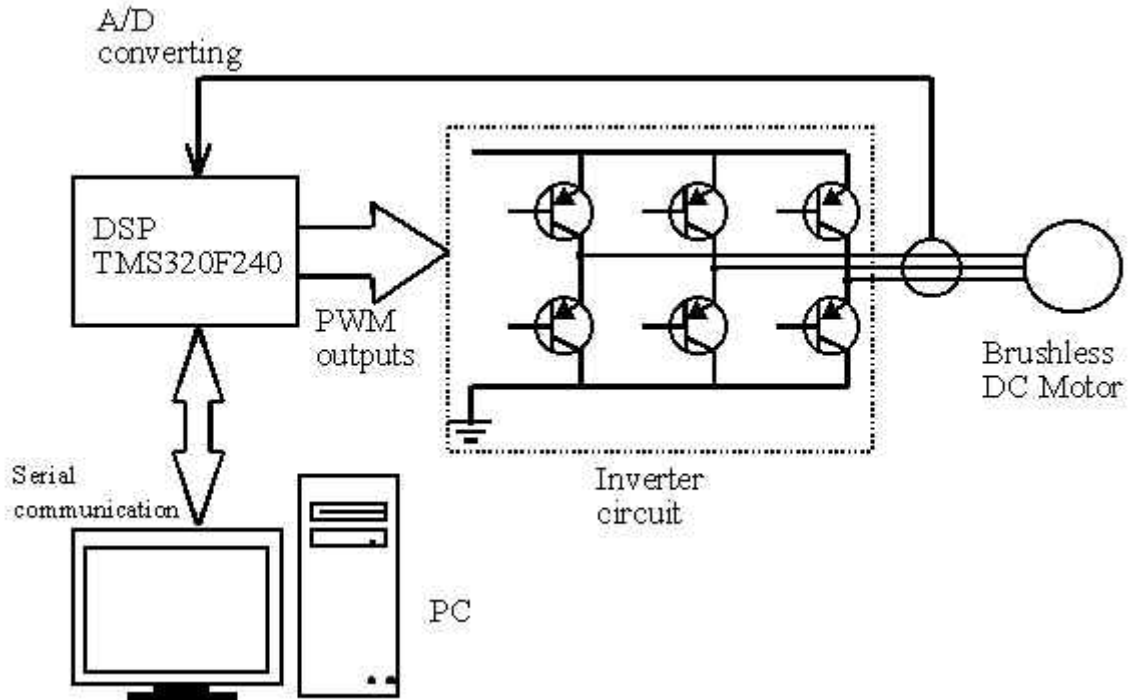 A/D
converting
DSP
TMS320F240
PWM
outputs
Brushless
DC Motor
Inverter
circuit
Serial
communication
PC